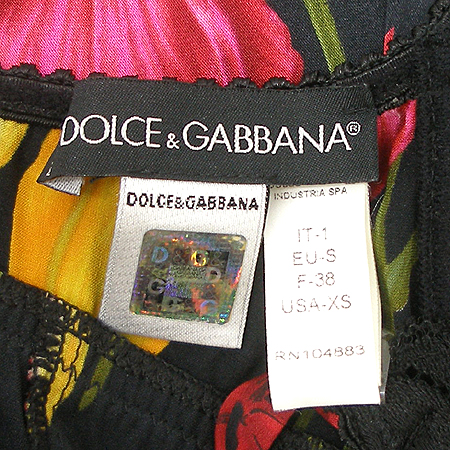 DOLCE & GABBANA®
DOLCE & GABBANA
D&G
INDUSTRIA SPA
IT-1
EU-S
F-38
USA-XS
RN104883